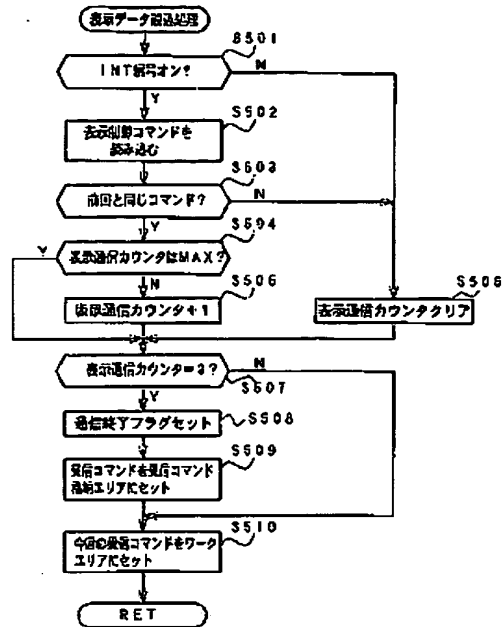 表示データ設定処理
S501
INT信号オン?
N
Y
S502
表示制御コマンドを
読み込む
S503
前回と同じコマンド?
N
Y
S504
Y
表示通信カウンタはMAX?
N
S506
表示通信カウンタ+1
S505
表示通信カウンタクリア
表示通信カウンタ=3?
N
S507
Y
通信終了フラグセット
S508
S509
受信コマンドを受信コマンド
格納エリアにセット
S510
今回の受信コマンドをワーク
エリアにセット
RET